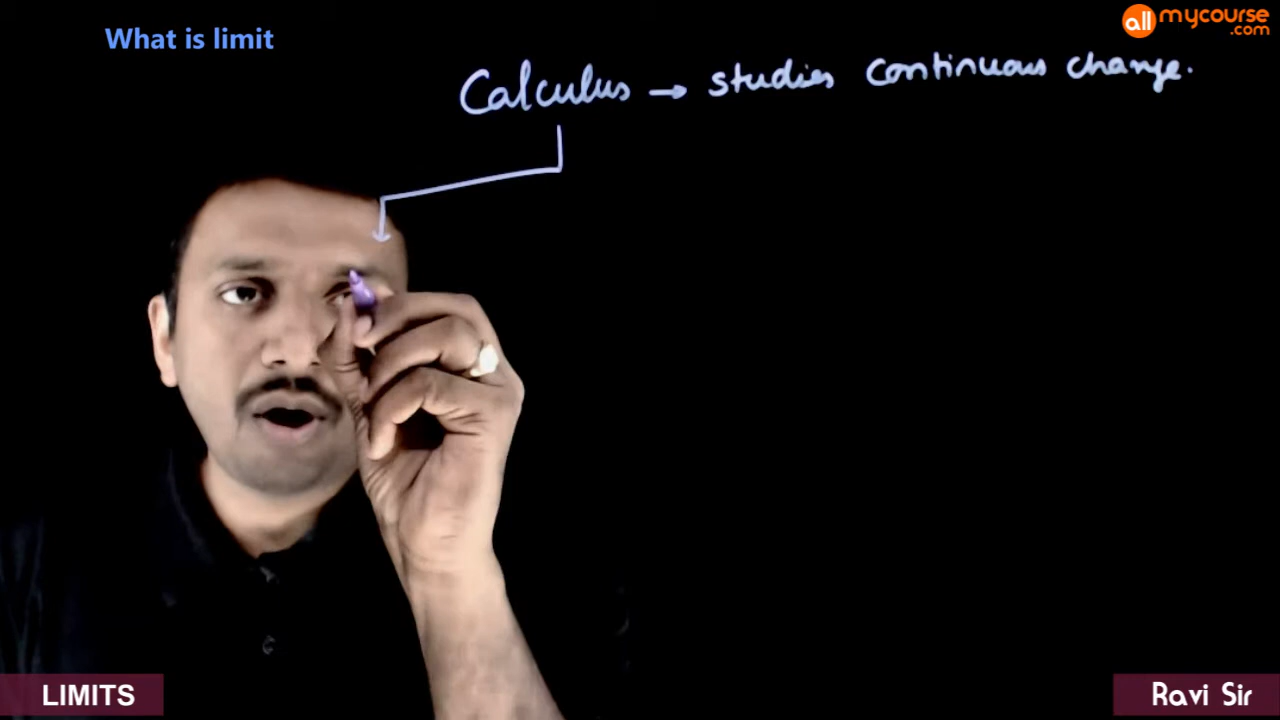 What is limit
all mycourse
.com
Calculus → studies continuous change.
LIMITS
Ravi Sir